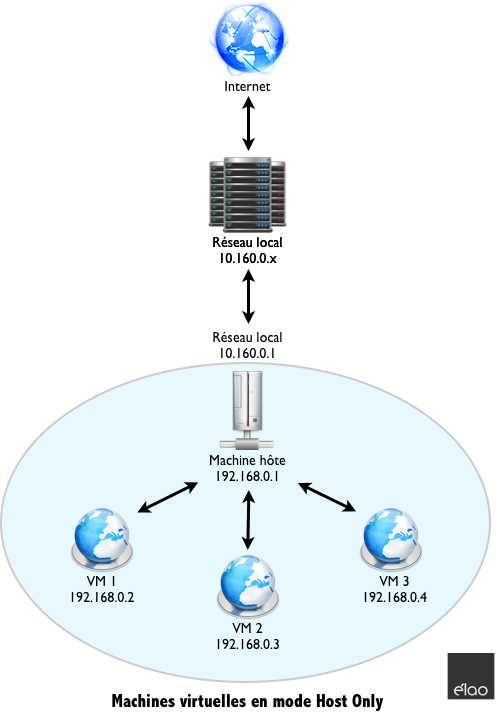 Internet
Réseau local
10.160.0.x
Réseau local
10.160.0.1
Machine hôte
192.168.0.1
VM 1
192.168.0.2
VM 2
192.168.0.3
VM 3
192.168.0.4
élao
Machines virtuelles en mode Host Only